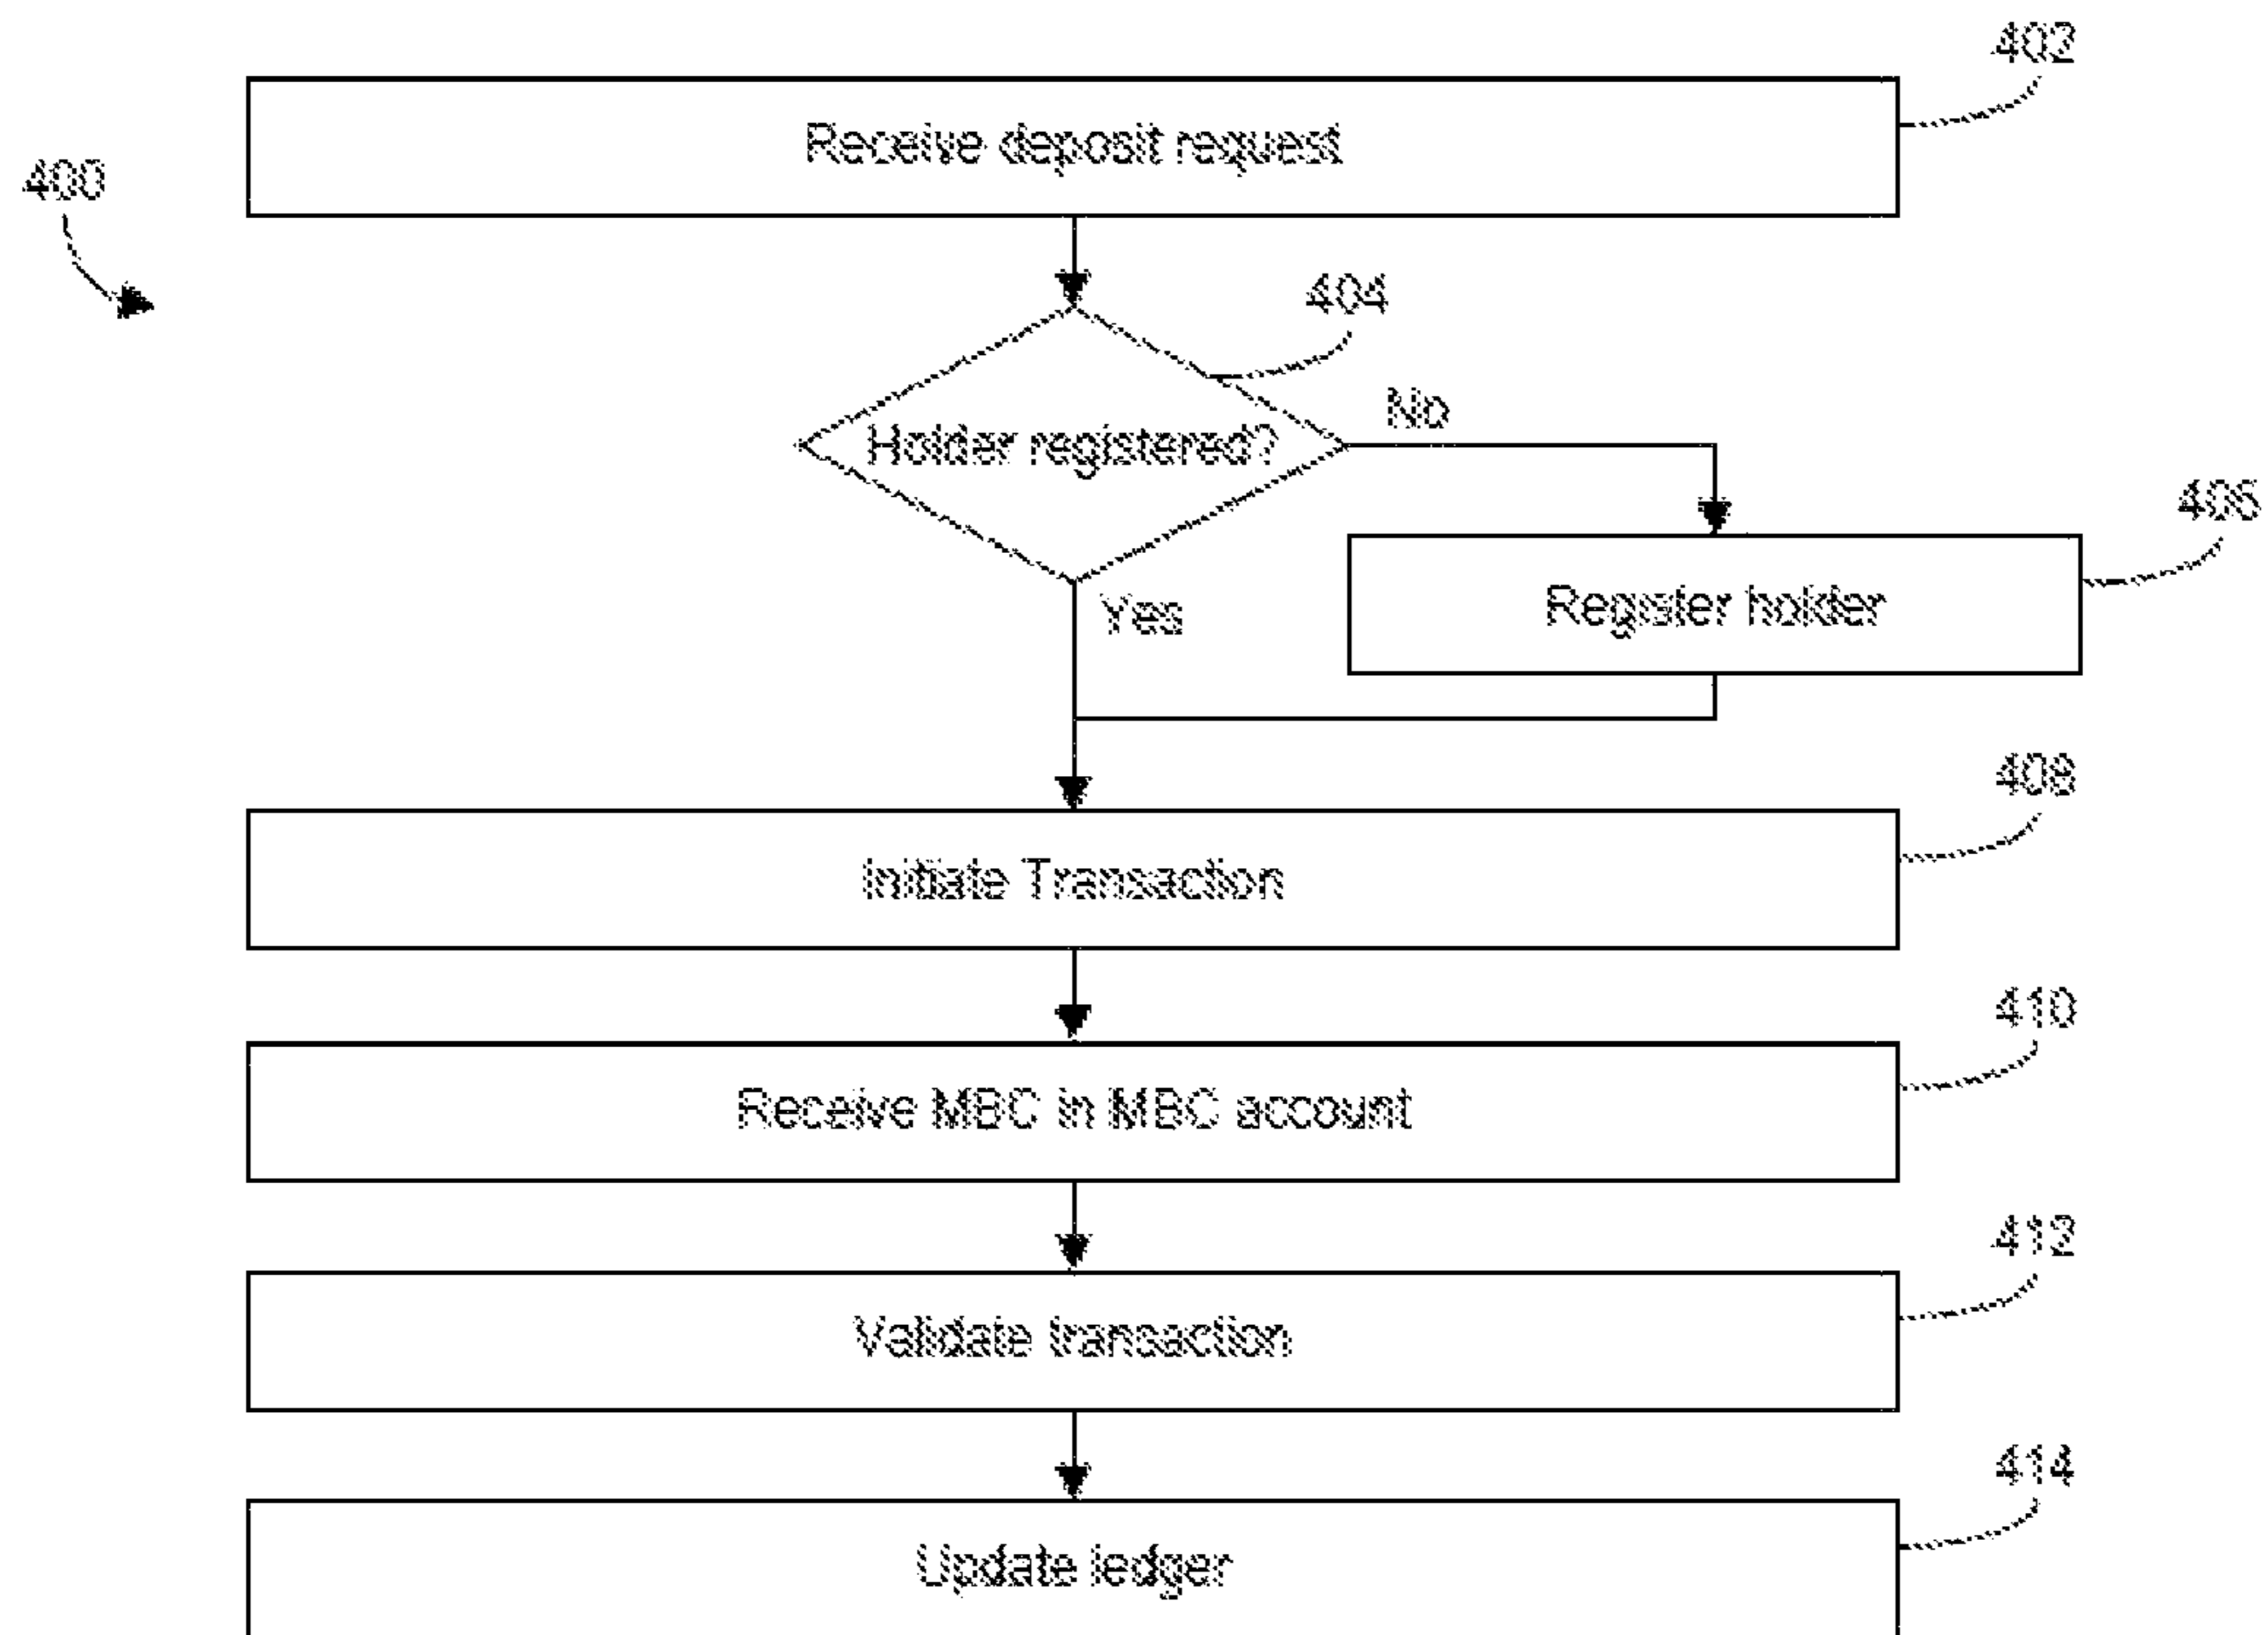 402
Receive deposit request
400
404
No
Holder registered?
406
Register holder
Yes
408
Initiate Transaction
410
Receive MBC in MBC account
412
Validate transaction
414
Update ledger